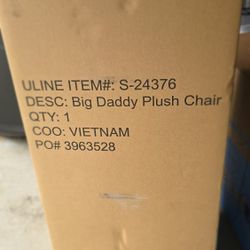 ULINE ITEM#: S-24376
DESC: Big Daddy Plush Chair
QTY: 1
COO: VIETNAM
PO# 3963528